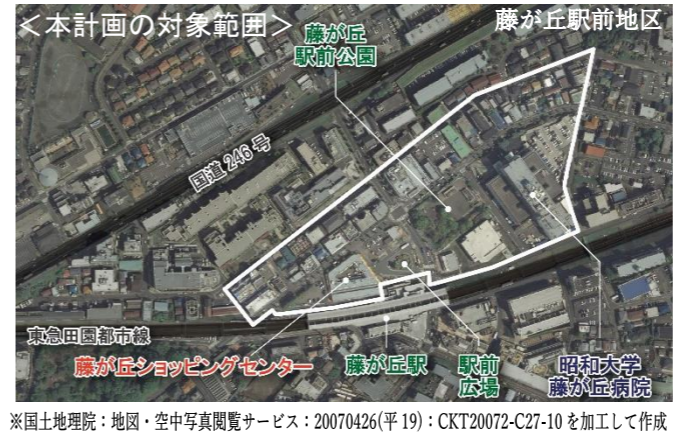 ＜本計画の対象範囲＞
藤が丘駅前地区
藤が丘
駅前公園
国道246号
東急田園都市線
藤が丘ショッピングセンター
藤が丘駅
駅前
広場
昭和大学
藤が丘病院
※国土地理院：地図・空中写真閲覧サービス：20070426(平19)：CKT20072-C27-10を加工して作成